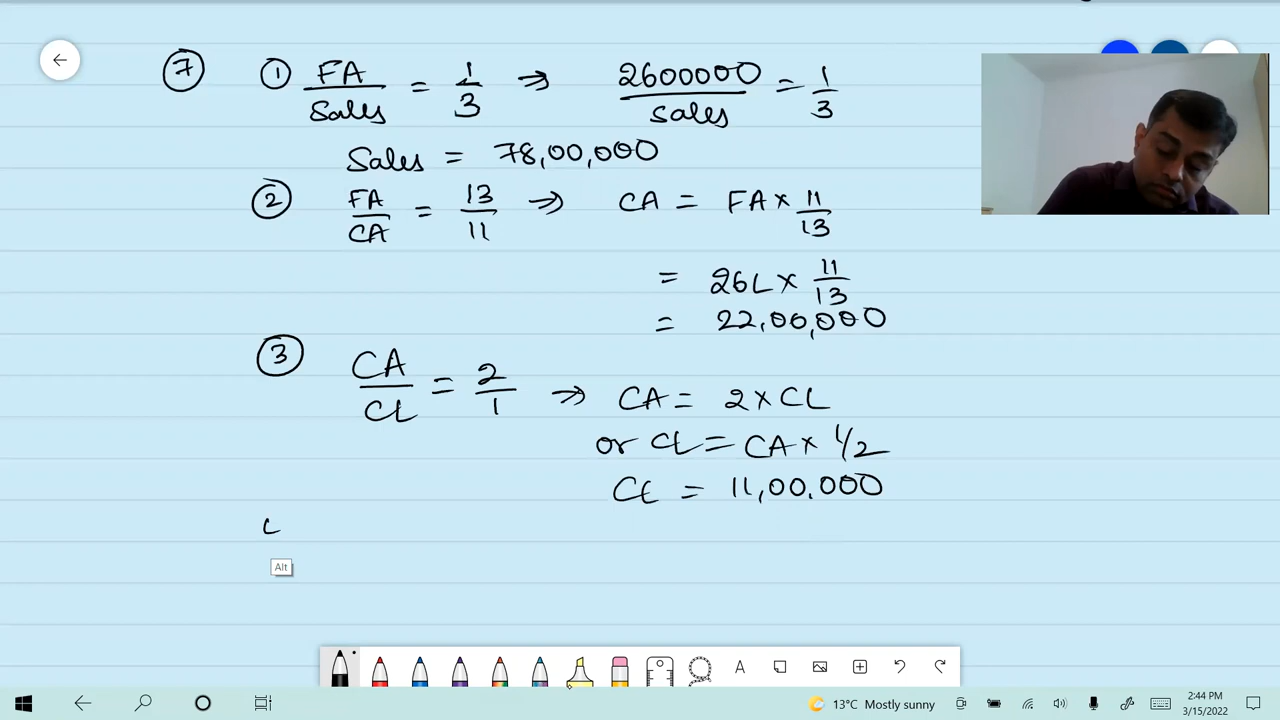 ⑦ ① FA/Sales = 1/3 ⇒ 2600000/sales = 1/3
Sales = 78,00,000
② FA/CA = 13/11 ⇒ CA = FA × 11/13
= 26L × 11/13
= 22,00,000
③ CA/CL = 2/1 ⇒ CA = 2 × CL
or CL = CA × 1/2
CL = 11,00,000
Alt
A
13°C Mostly sunny
2:44 PM
3/15/2022